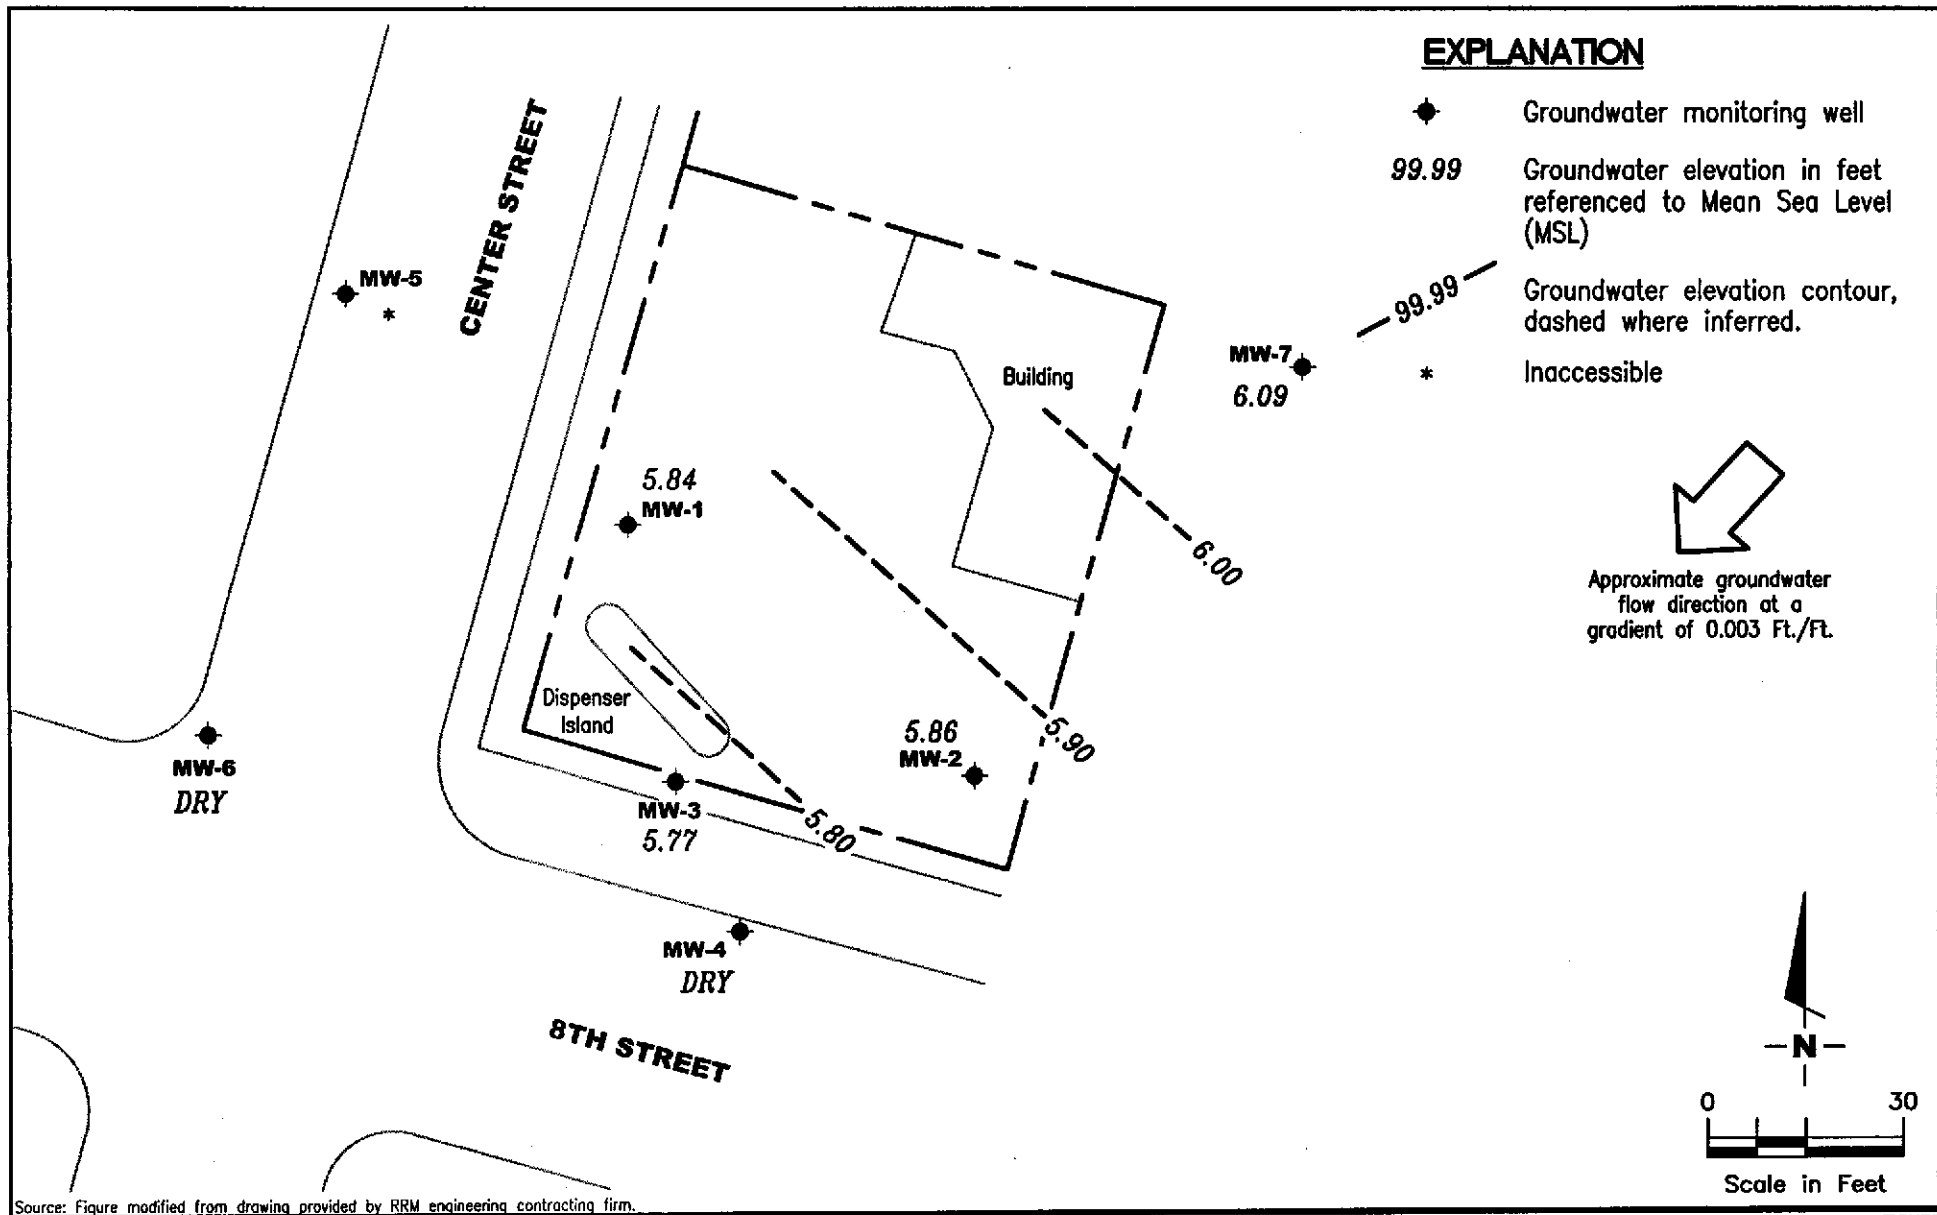 EXPLANATION
Groundwater monitoring well
99.99
Groundwater elevation in feet
referenced to Mean Sea Level
(MSL)
99.99
Groundwater elevation contour,
dashed where inferred.
*
Inaccessible
CENTER STREET
MW-5
*
MW-7
6.09
Building
5.84
MW-1
6.00
Approximate groundwater
flow direction at a
gradient of 0.003 Ft./Ft.
Dispenser
Island
5.86
MW-2
5.90
MW-6
DRY
MW-3
5.77
5.80
MW-4
DRY
8TH STREET
N
0 30
Scale in Feet
Source: Figure modified from drawing provided by RRM engineering contracting firm.